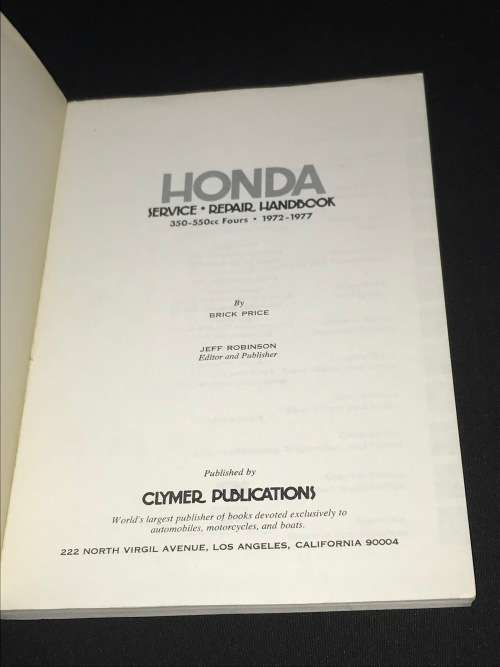 HONDA
SERVICE • REPAIR HANDBOOK
350-550cc Fours • 1972-1977
By
BRICK PRICE
JEFF ROBINSON
Editor and Publisher
Published by
CLYMER PUBLICATIONS
World's largest publisher of books devoted exclusively to
automobiles, motorcycles, and boats.
222 NORTH VIRGIL AVENUE, LOS ANGELES, CALIFORNIA 90004